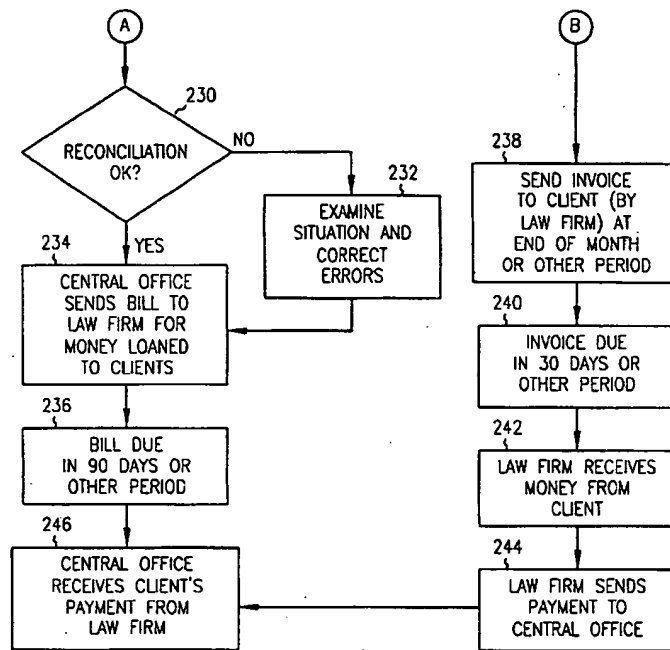 A
230
RECONCILIATION
OK?
NO
YES
232
EXAMINE
SITUATION AND
CORRECT
ERRORS
234
CENTRAL OFFICE
SENDS BILL TO
LAW FIRM FOR
MONEY LOANED
TO CLIENTS
236
BILL DUE
IN 90 DAYS OR
OTHER PERIOD
246
CENTRAL OFFICE
RECEIVES CLIENT'S
PAYMENT FROM
LAW FIRM
B
238
SEND INVOICE
TO CLIENT (BY
LAW FIRM) AT
END OF MONTH
OR OTHER PERIOD
240
INVOICE DUE
IN 30 DAYS OR
OTHER PERIOD
242
LAW FIRM RECEIVES
MONEY FROM
CLIENT
244
LAW FIRM SENDS
PAYMENT TO
CENTRAL OFFICE